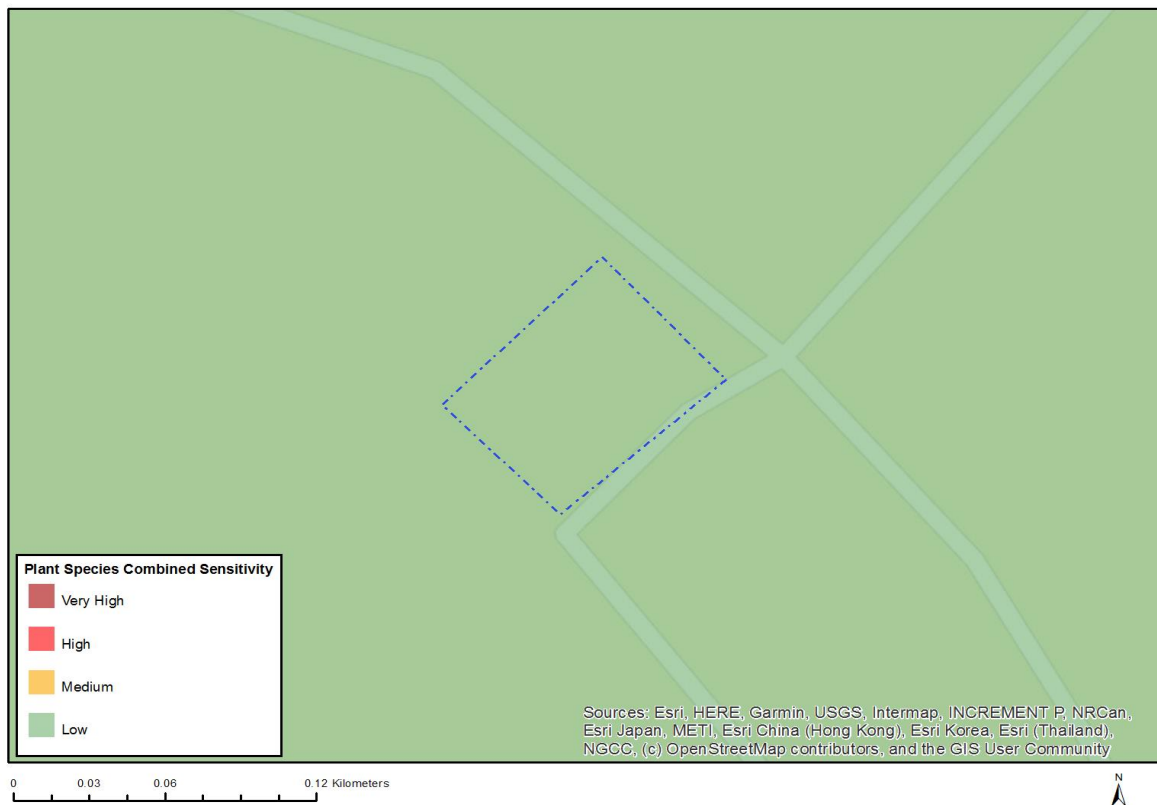 Plant Species Combined Sensitivity
Very High
High
Medium
Low
Sources: Esri, HERE, Garmin, USGS, Intermap, INCREMENT P, NRCan,
Esri Japan, METI, Esri China (Hong Kong), Esri Korea, Esri (Thailand),
NGCC, (c) OpenStreetMap contributors, and the GIS User Community
0 0.03 0.06 0.12 Kilometers
N